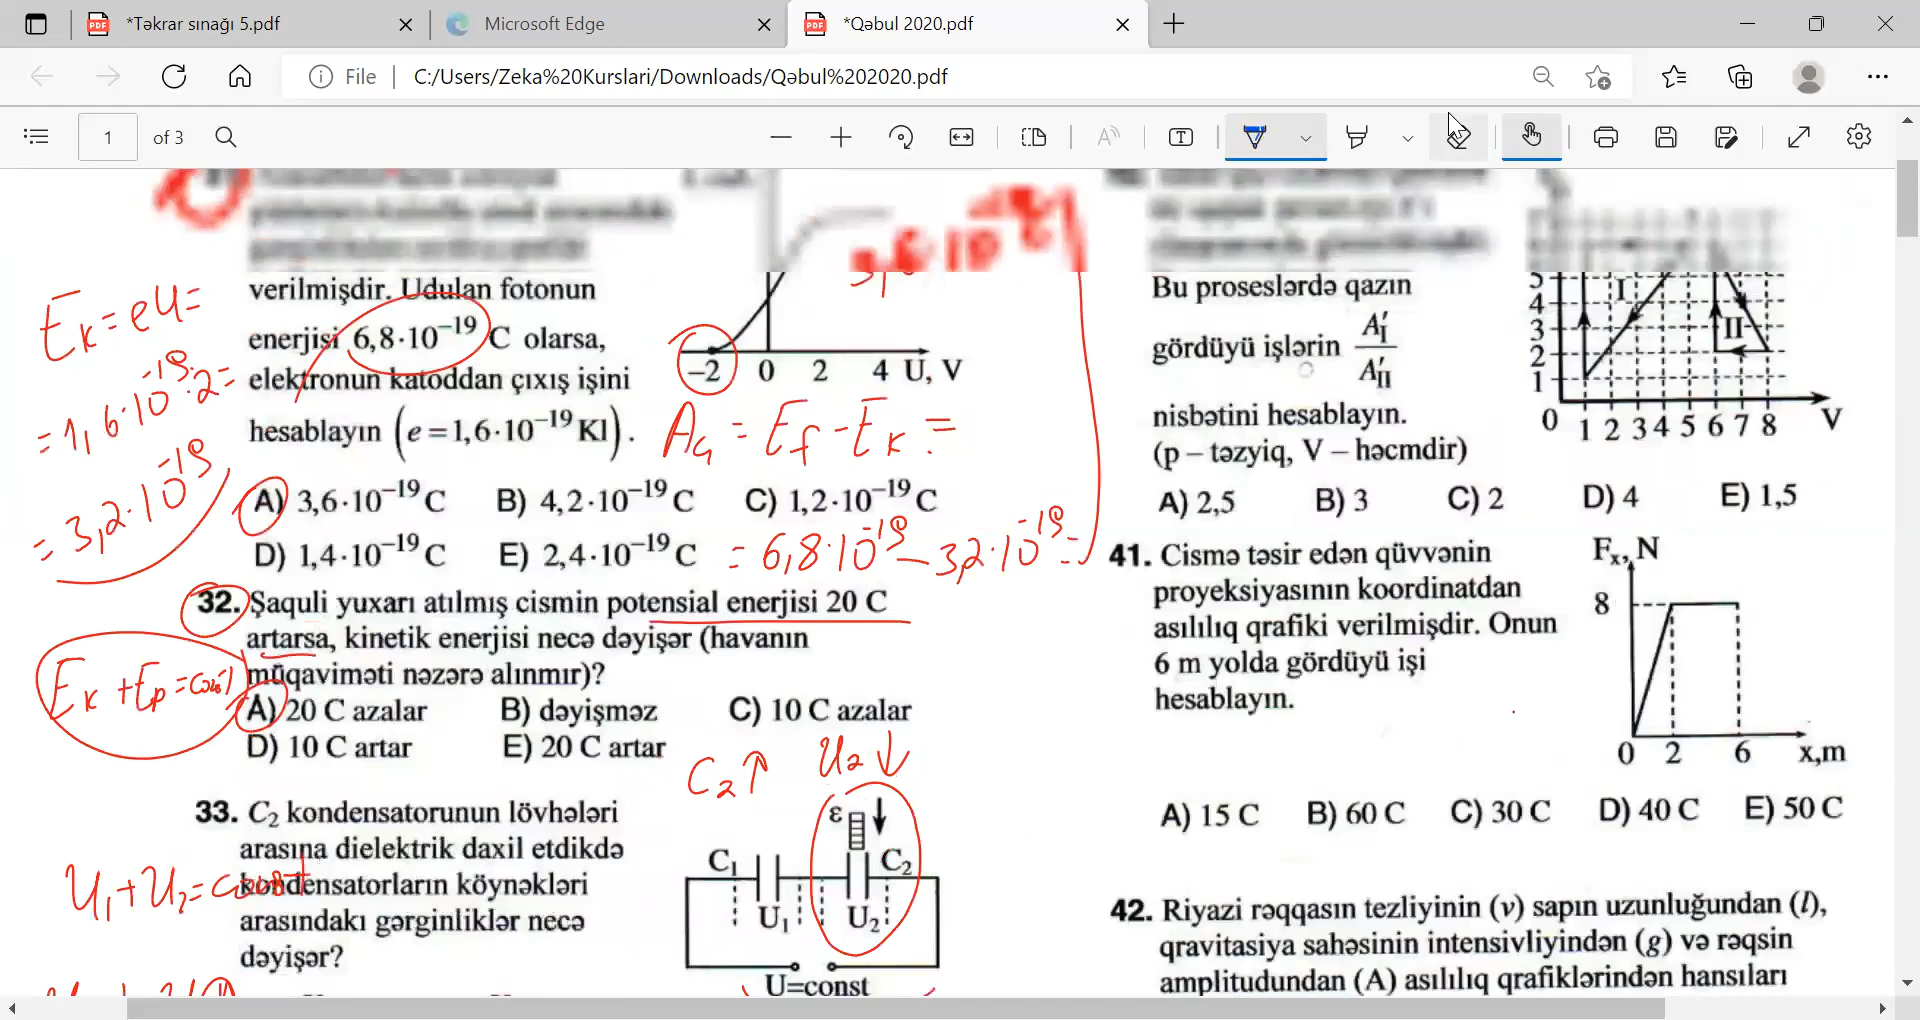 *Təkrar sınağı 5.pdf
Microsoft Edge
*Qəbul 2020.pdf
File
C:/Users/Zeka%20Kurslari/Downloads/Qəbul%202020.pdf
1 of 3
verilmişdir. Udulan fotonun
enerjisi 6,8·10⁻¹⁹ C olarsa,
elektronun katoddan çıxış işini
hesablayın (e=1,6·10⁻¹⁹ Kl).
-2 0 2 4 U, V
A) 3,6·10⁻¹⁹ C B) 4,2·10⁻¹⁹ C C) 1,2·10⁻¹⁹ C
D) 1,4·10⁻¹⁹ C E) 2,4·10⁻¹⁹ C
Eₖ=eU=
=1,6·10⁻¹⁹·2=
=3,2·10⁻¹⁹
=6,8·10⁻¹⁹-3,2·10⁻¹⁹=
32. Şaquli yuxarı atılmış cismin potensial enerjisi 20 C
artarsa, kinetik enerjisi necə dəyişər (havanın
müqaviməti nəzərə alınmır)?
A) 20 C azalar B) dəyişməz C) 10 C azalar
D) 10 C artar E) 20 C artar
C₂↑ U₂↓
33. C₂ kondensatorunun lövhələri
arasına dielektrik daxil etdikdə
kondensatorların köynəkləri
arasındakı gərginliklər necə
dəyişər?
U₁+U₂=const
ε
C₁ C₂
U₁ U₂
U=const
Bu proseslərdə qazın
gördüyü işlərin A′I/A′II
nisbətini hesablayın.
(p – təzyiq, V – həcmdir)
5
4
3
2
1
I
II
0 1 2 3 4 5 6 7 8 V
A) 2,5 B) 3 C) 2 D) 4 E) 1,5
41. Cismə təsir edən qüvvənin
proyeksiyasının koordinatdan
asılılıq qrafiki verilmişdir. Onun
6 m yolda gördüyü işi
hesablayın.
Fₓ, N
8
0 2 6 x,m
A) 15 C B) 60 C C) 30 C D) 40 C E) 50 C
42. Riyazi rəqqasın tezliyinin (ν) sapın uzunluğundan (l),
qravitasiya sahəsinin intensivliyindən (g) və rəqsin
amplitudundan (A) asılılıq qrafiklərindən hansıları